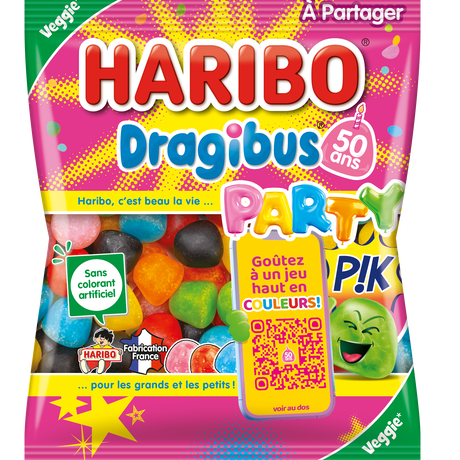 Veggie*
À Partager
HARIBO®
Dragibus
50
ans
Haribo, c'est beau la vie ...
PARTY
Goûtez
à un jeu
haut en
COULEURS!
P!K
Sans
colorant
artificiel
HARIBO
Fabrication
France
50
voir au dos
... pour les grands et les petits !
Veggie*